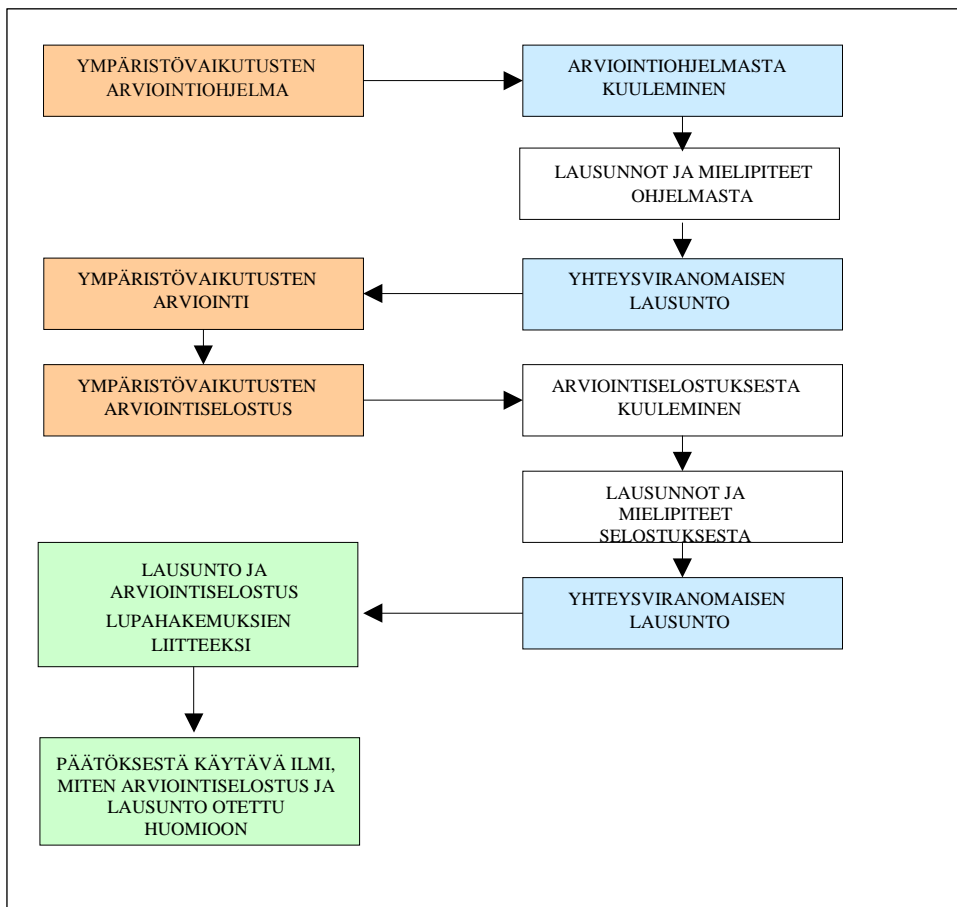 YMPÄRISTÖVAIKUTUSTEN
ARVIOINTIOHJELMA
ARVIOINTIOHJELMASTA
KUULEMINEN
LAUSUNNOT JA MIELIPITEET
OHJELMASTA
YHTEYSVIRANOMAISEN
LAUSUNTO
YMPÄRISTÖVAIKUTUSTEN
ARVIOINTI
YMPÄRISTÖVAIKUTUSTEN
ARVIOINTISELOSTUS
ARVIOINTISELOSTUKSESTA
KUULEMINEN
LAUSUNNOT JA
MIELIPITEET
SELOSTUKSESTA
YHTEYSVIRANOMAISEN
LAUSUNTO
LAUSUNTO JA
ARVIOINTISELOSTUS
LUPAHAKEMUKSIEN
LIITTEEKSI
PÄÄTÖKSESTÄ KÄYTÄVÄ ILMI,
MITEN ARVIOINTISELOSTUS JA
LAUSUNTO OTETTU
HUOMIOON